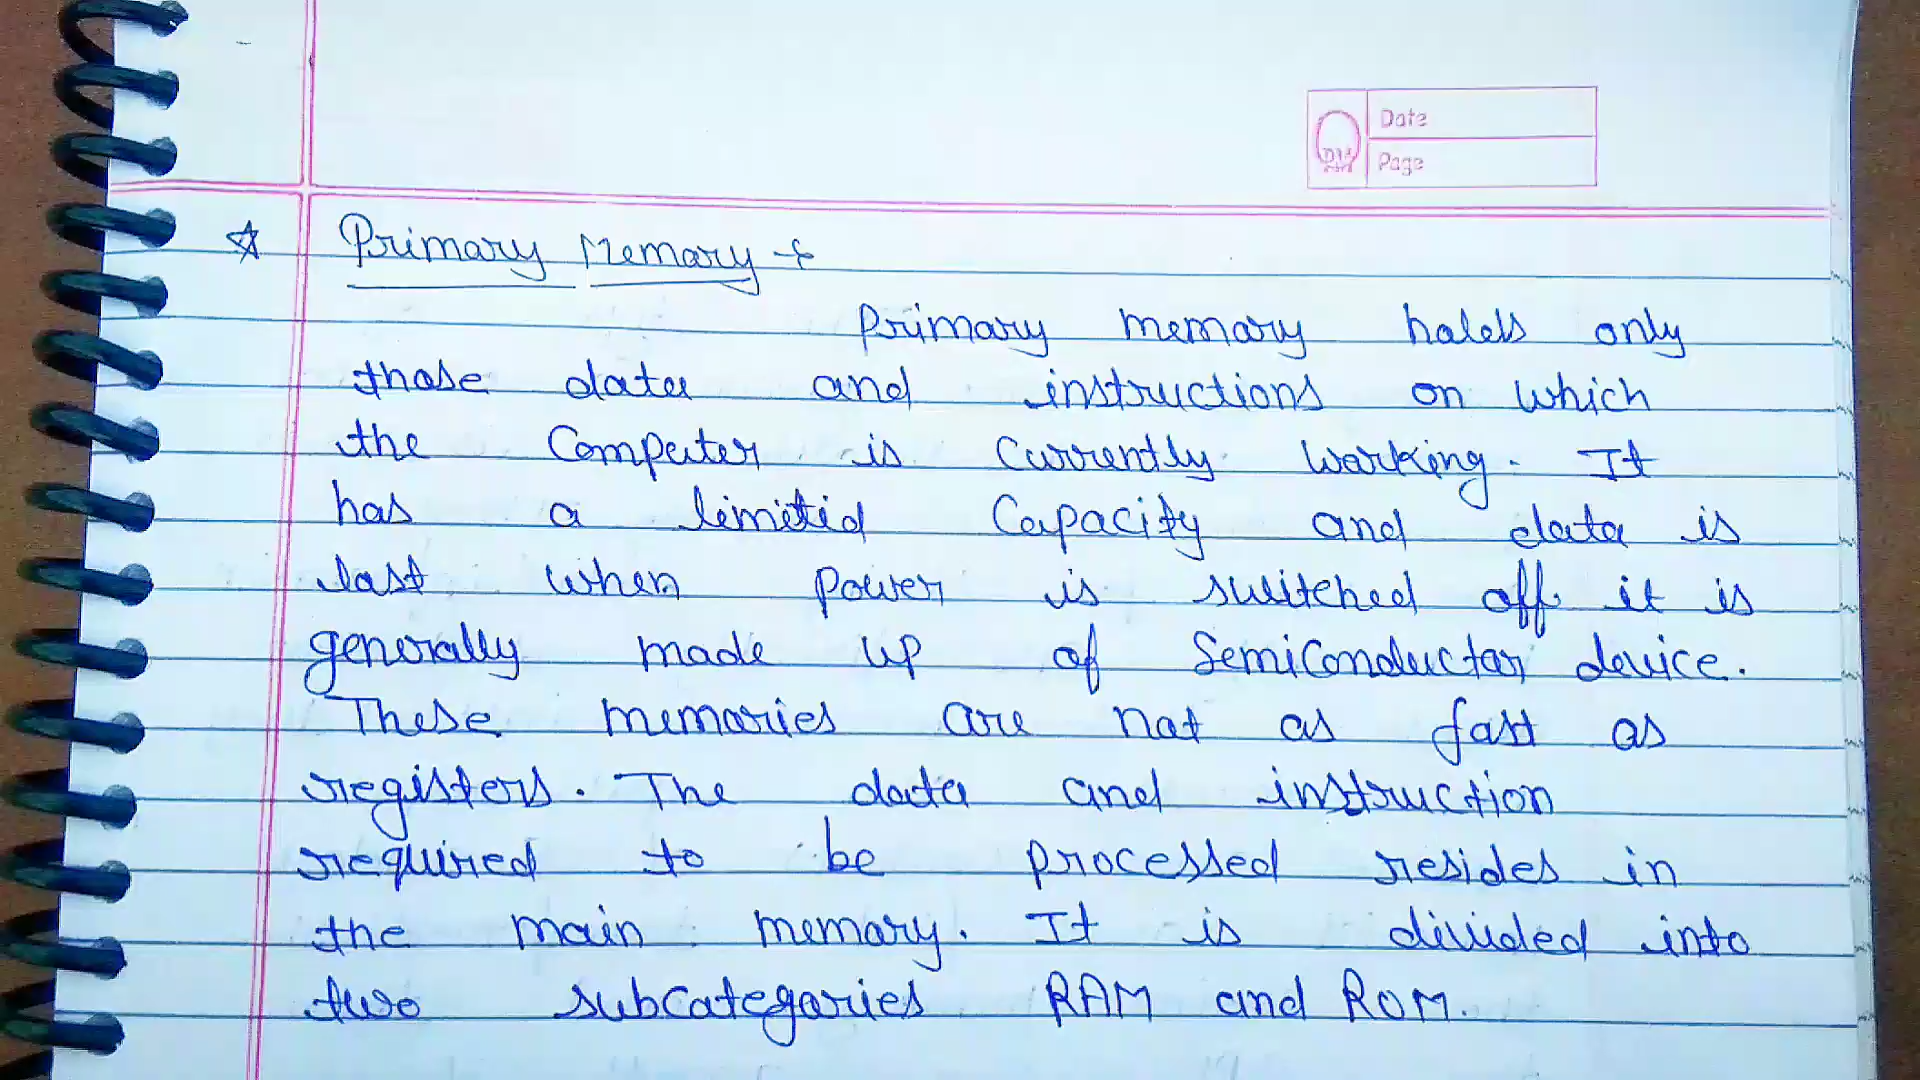 Date
Page
☆ Primary Memory :-
Primary memory holds only
those data and instructions on which
the Computer is Currently working. It
has a limitid Capacity and data is
lost when power is switched off. it is
generally made up of SemiConductor device.
These memories are not as fast as
registers. The data and instruction
required to be processed resides in
the main memory. It is divided into
two subcategories RAM and ROM.